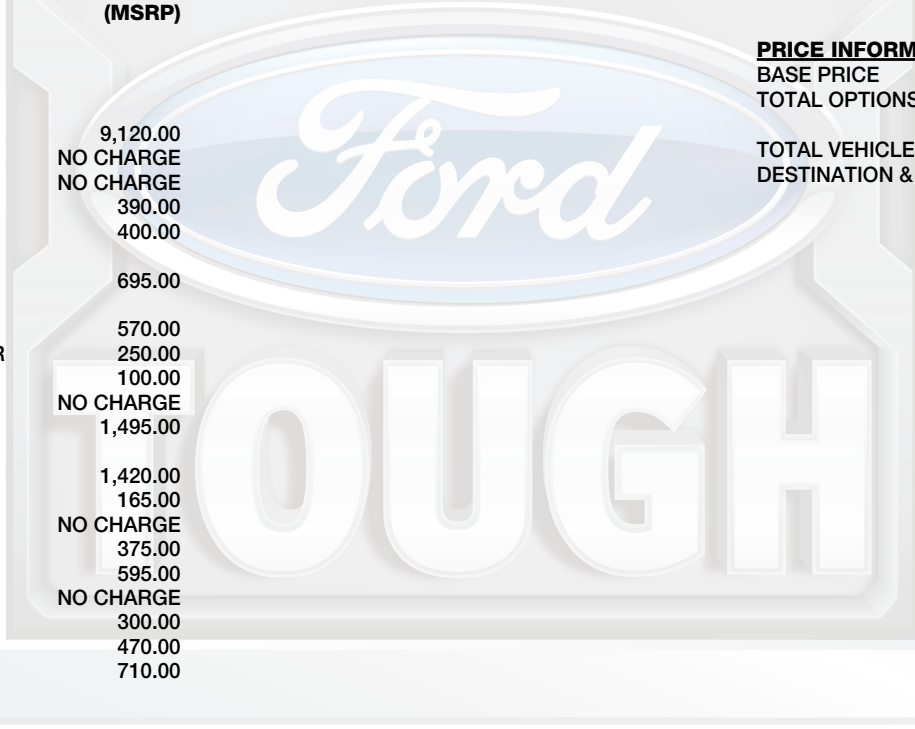 (MSRP)
PRICE INFORM
BASE PRICE
TOTAL OPTIONS
9,120.00
NO CHARGE
TOTAL VEHICLE
NO CHARGE
DESTINATION &
390.00
400.00
Ford
695.00
570.00
R 250.00
100.00
NO CHARGE
1,495.00
1,420.00
165.00
NO CHARGE
375.00
595.00
NO CHARGE
300.00
470.00
710.00
TOUGH